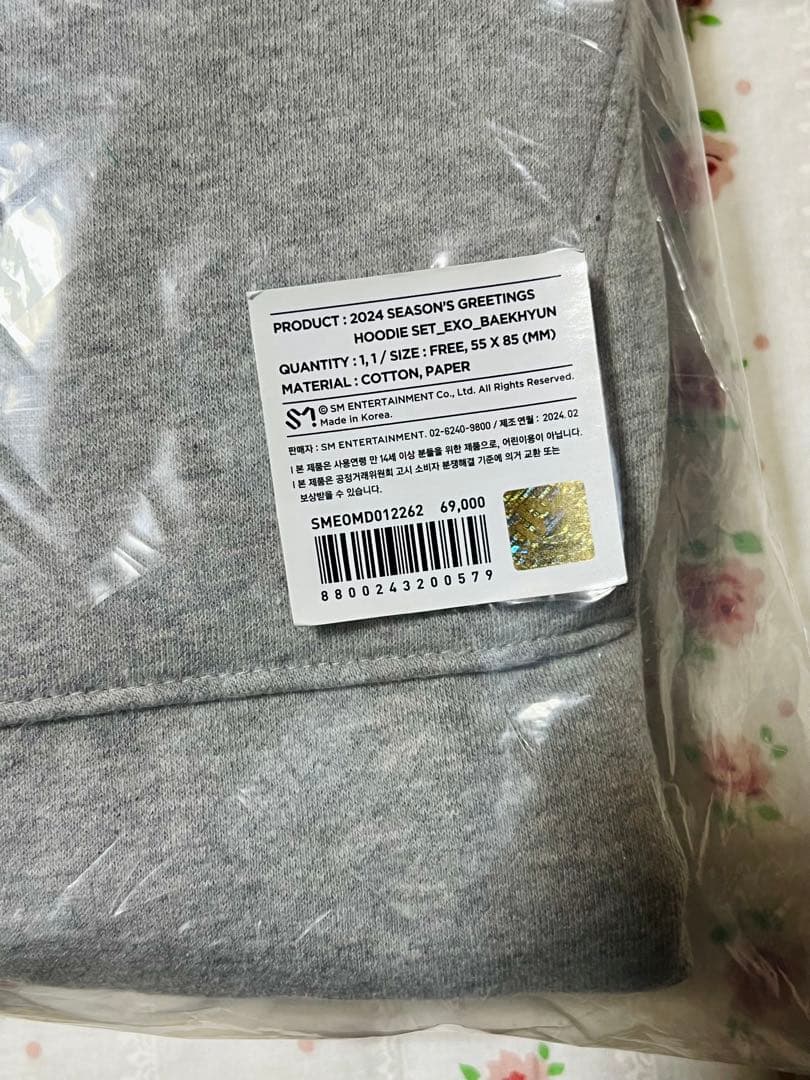 PRODUCT : 2024 SEASON'S GREETINGS
HOODIE SET_EXO_BAEKHYUN
QUANTITY : 1, 1 / SIZE : FREE, 55 X 85 (MM)
MATERIAL : COTTON, PAPER
SM! © SM ENTERTAINMENT Co., Ltd. All Rights Reserved.
Made in Korea.
판매자 : SM ENTERTAINMENT. 02-6240-9800 / 제조연월 : 2024.02
| 본 제품은 사용연령 만 14세 이상 분들을 위한 제품으로, 어린이용이 아닙니다.
| 본 제품은 공정거래위원회 고시 소비자 분쟁해결 기준에 의거 교환 또는
보상받을 수 있습니다.
SMEOMD012262 69,000
8800243200579